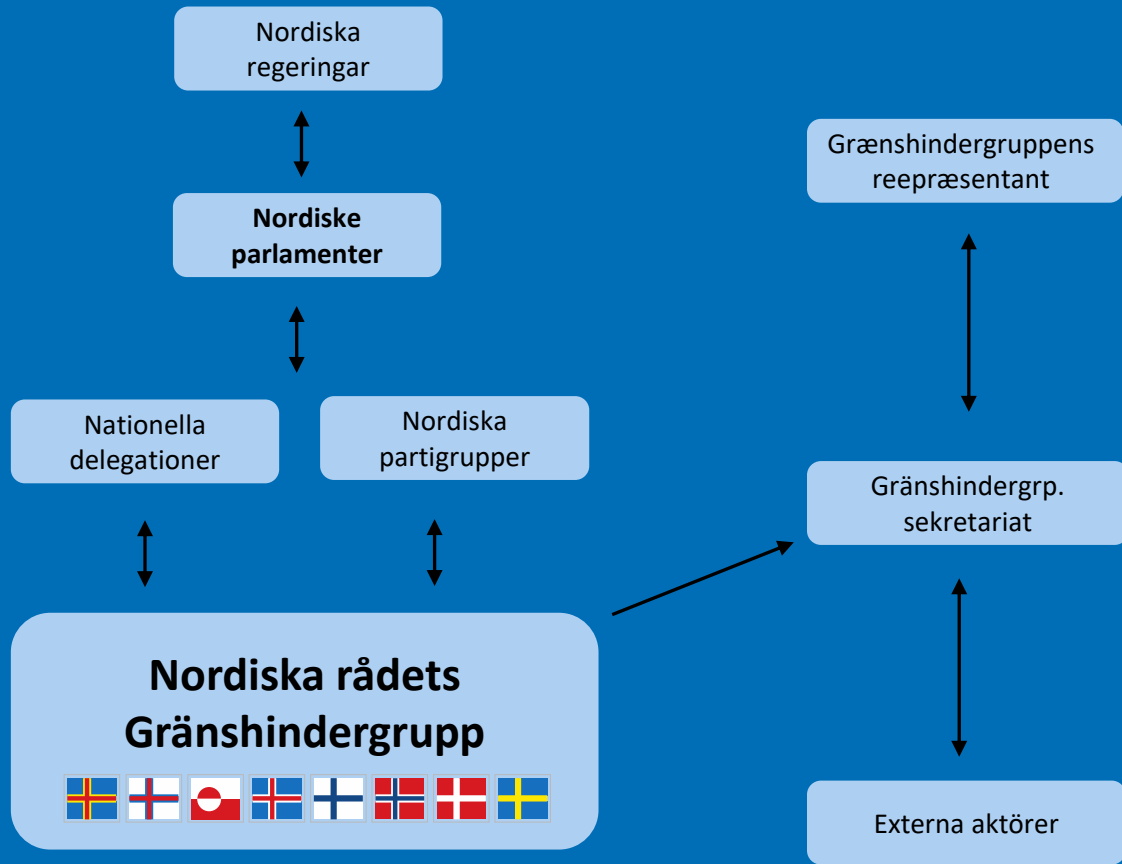 Nordiska
regeringar
Grænshindergruppens
reepræsentant
Nordiske
parlamenter
Nationella
delegationer
Nordiska
partigrupper
Gränshindergrp.
sekretariat
Nordiska rådets
Gränshindergrupp
Externa aktörer